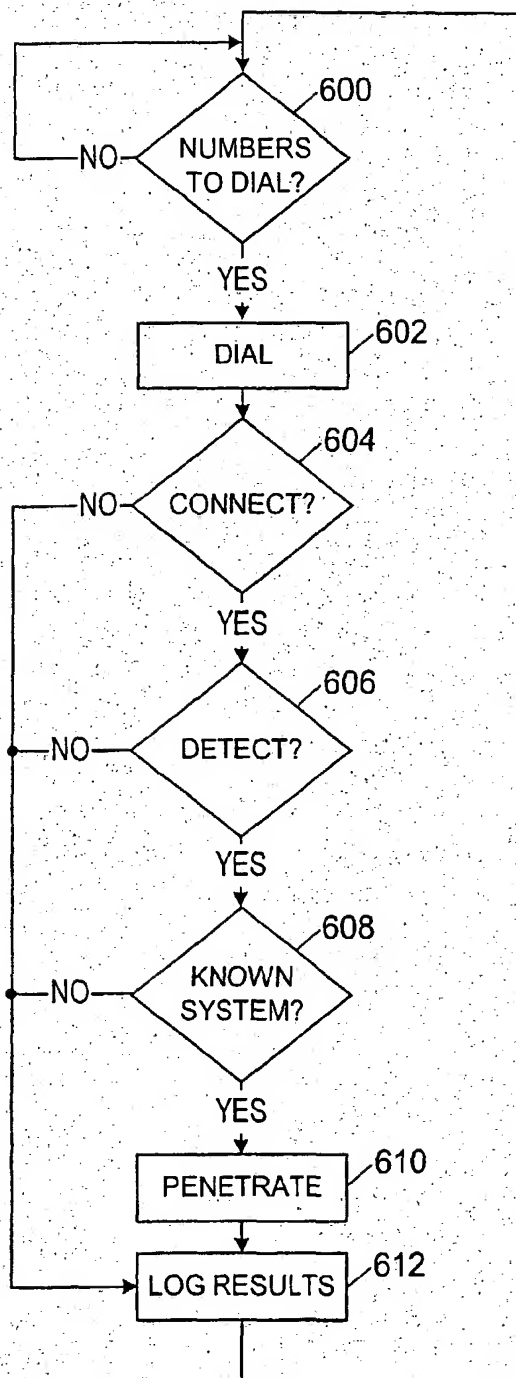 600
NUMBERS
TO DIAL?
NO
YES
602
DIAL
604
NO
CONNECT?
YES
606
NO
DETECT?
YES
608
NO
KNOWN
SYSTEM?
YES
610
PENETRATE
LOG RESULTS
612